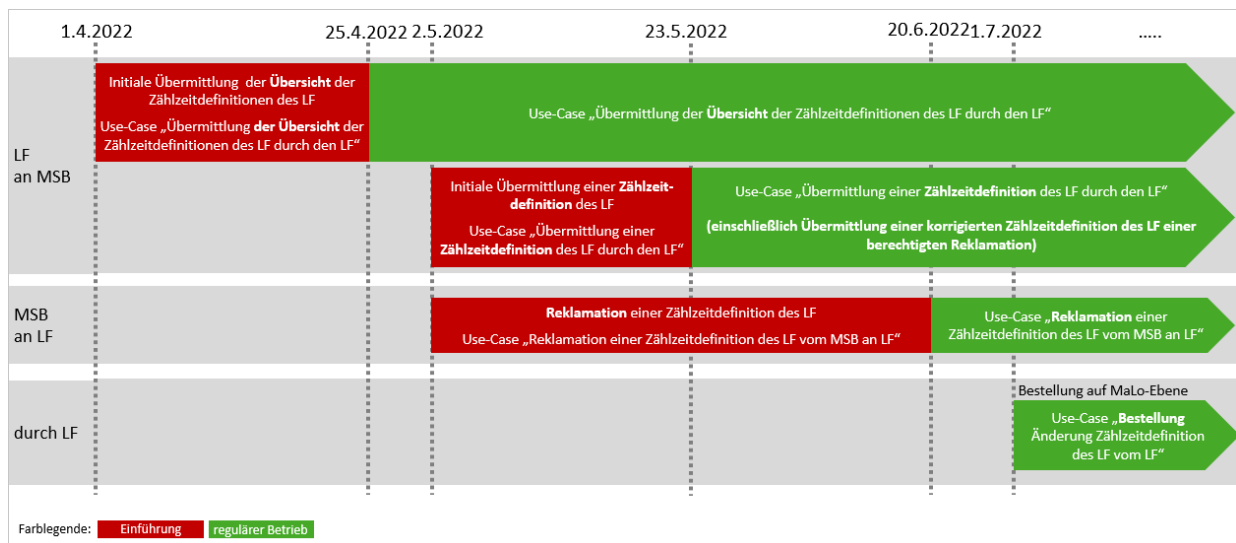 1.4.2022
25.4.2022
2.5.2022
23.5.2022
20.6.2022
1.7.2022
.....
LF
an MSB
Initiale Übermittlung der Übersicht der
Zählzeitdefinitionen des LF
Use-Case „Übermittlung der Übersicht der
Zählzeitdefinitionen des LF durch den LF“
Use-Case „Übermittlung der Übersicht der Zählzeitdefinitionen des LF durch den LF“
Initiale Übermittlung einer Zählzeit-
definition des LF
Use-Case „Übermittlung einer
Zählzeitdefinition des LF durch den LF“
Use-Case „Übermittlung einer Zählzeitdefinition des LF durch den LF“
(einschließlich Übermittlung einer korrigierten Zählzeitdefinition des LF einer
berechtigten Reklamation)
MSB
an LF
Reklamation einer Zählzeitdefinition des LF
Use-Case „Reklamation einer Zählzeitdefinition des LF vom MSB an LF“
Use-Case „Reklamation einer
Zählzeitdefinition des LF vom MSB an LF“
durch LF
Bestellung auf MaLo-Ebene
Use-Case „Bestellung
Änderung Zählzeitdefinition
des LF vom LF“
Farblegende:
Einführung
regulärer Betrieb